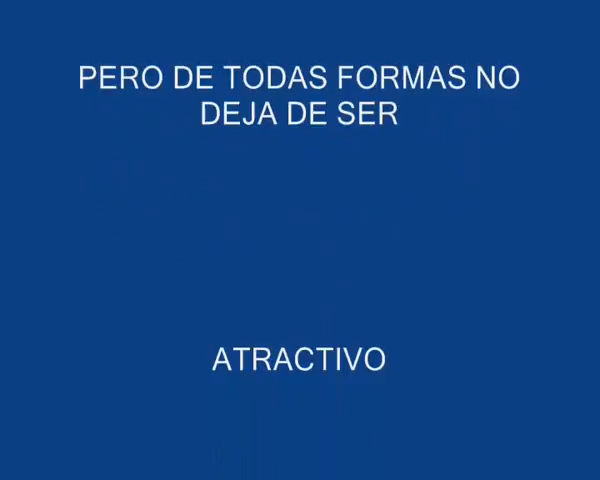 PERO DE TODAS FORMAS NO
DEJA DE SER
ATRACTIVO